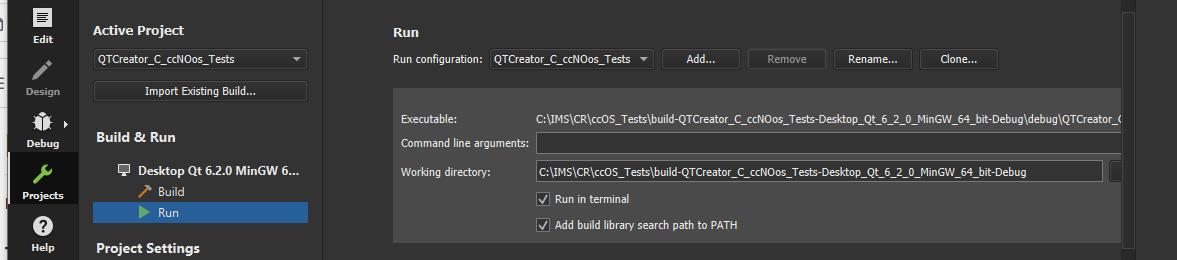 Edit
Design
Debug
Projects
Help
Active Project
QTCreator_C_ccNOos_Tests
Import Existing Build...
Build & Run
Desktop Qt 6.2.0 MinGW 6...
Build
Run
Project Settings
Run
Run configuration: QTCreator_C_ccNOos_Tests Add... Remove Rename... Clone...
Executable: C:\IMS\CR\ccOS_Tests\build-QTCreator_C_ccNOos_Tests-Desktop_Qt_6_2_0_MinGW_64_bit-Debug\debug\QTCreator_C
Command line arguments:
Working directory: C:\IMS\CR\ccOS_Tests\build-QTCreator_C_ccNOos_Tests-Desktop_Qt_6_2_0_MinGW_64_bit-Debug
Run in terminal
Add build library search path to PATH